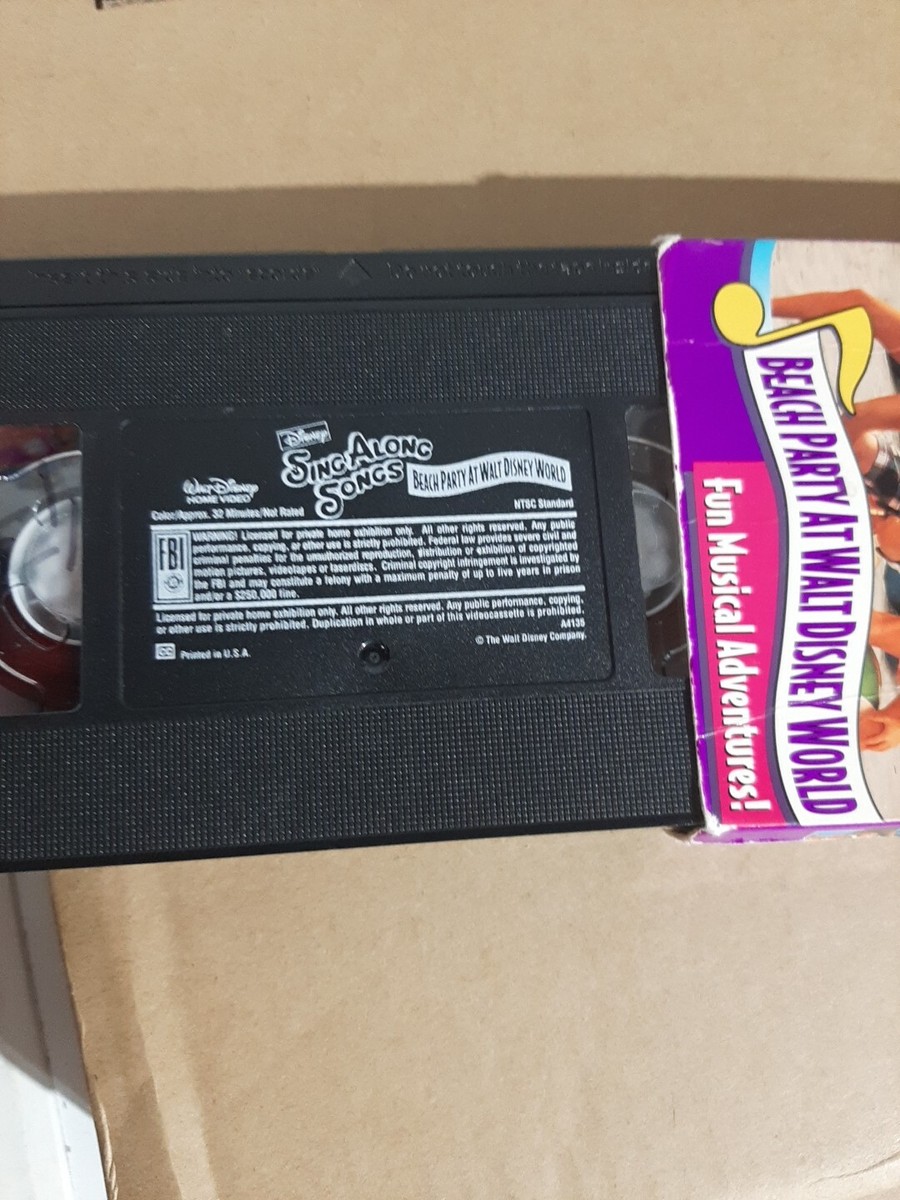 Disney
SING ALONG
SONGS
BEACH PARTY AT WALT DISNEY WORLD
WALT DISNEY
HOME VIDEO
Color/Approx. 32 Minutes/Not Rated
NTSC Standard
FBI
WARNING! Licensed for private home exhibition only. All other rights reserved. Any public
performance, copying, or other use is strictly prohibited. Federal law provides severe civil and
criminal penalties for the unauthorized reproduction, distribution or exhibition of copyrighted
motion pictures, videotapes or laserdiscs. Criminal copyright infringement is investigated by
the FBI and may constitute a felony with a maximum penalty of up to five years in prison
and/or a $250,000 fine.
Licensed for private home exhibition only. All other rights reserved. Any public performance, copying
or other use is strictly prohibited. Duplication in whole or part of this videocassette is prohibited.
A4135
CC Printed in U.S.A.
© The Walt Disney Company.
BEACH PARTY AT WALT DISNEY WORLD
Fun Musical Adventures!